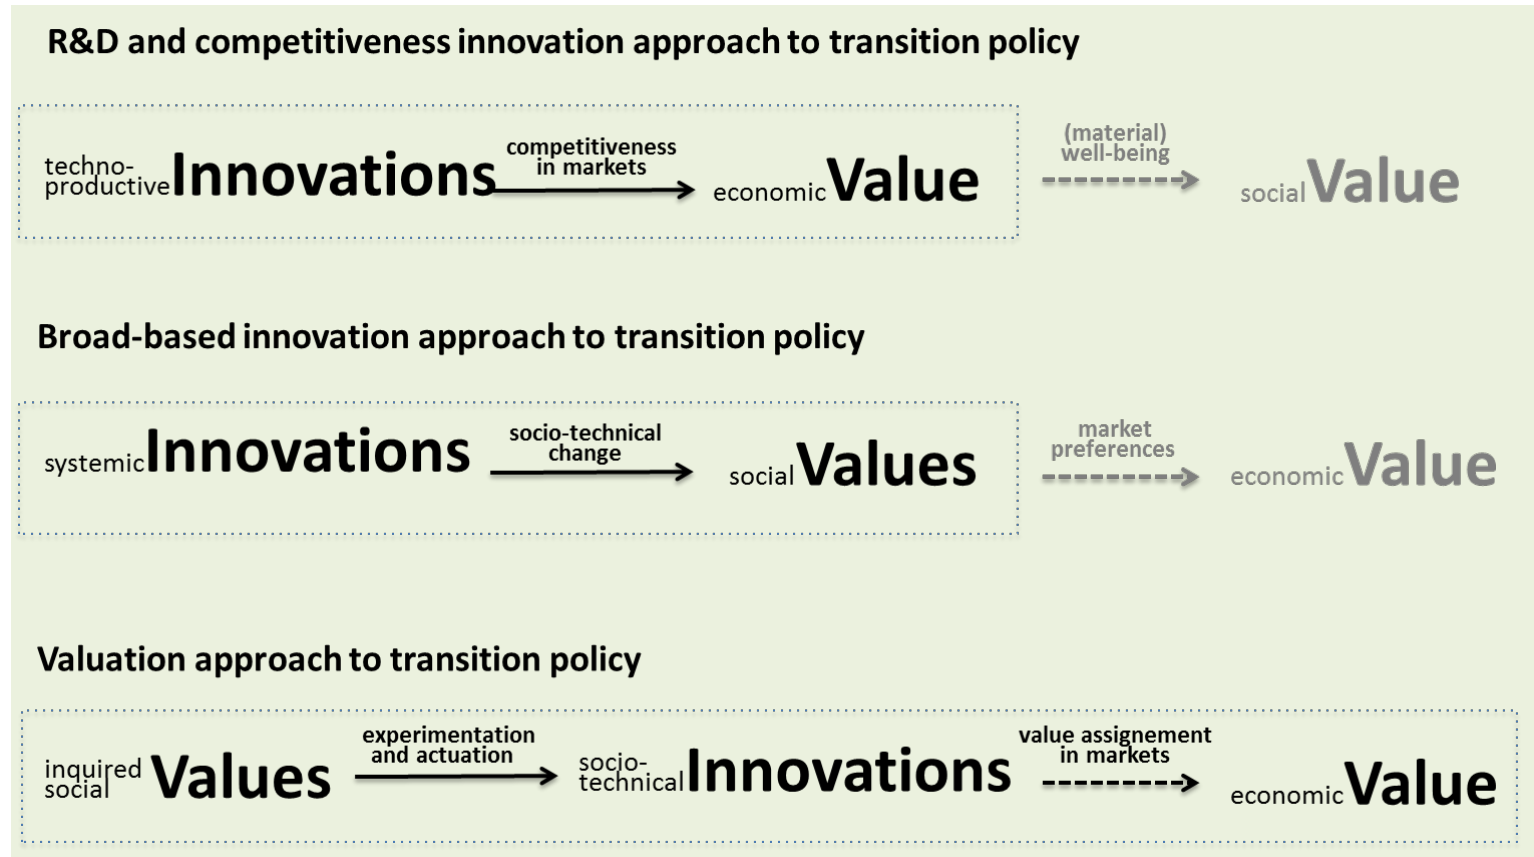 R&D and competitiveness innovation approach to transition policy
techno-
productive Innovations
competitiveness
in markets
economic Value
(material)
well-being
social Value
Broad-based innovation approach to transition policy
systemic Innovations
socio-technical
change
social Values
market
preferences
economic Value
Valuation approach to transition policy
inquired
social Values
experimentation
and actuation
socio-
technical Innovations
value assignement
in markets
economic Value